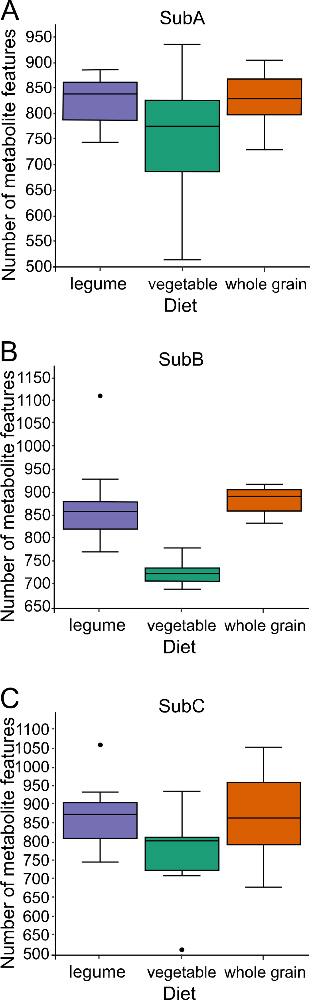 A
SubA
Number of metabolite features
950
900
850
800
750
700
650
600
550
500
legume vegetable whole grain
Diet
B
SubB
Number of metabolite features
1150
1100
1050
1000
950
900
850
800
750
700
650
legume vegetable whole grain
Diet
C
SubC
Number of metabolite features
1100
1050
1000
950
900
850
800
750
700
650
600
650
500
legume vegetable whole grain
Diet